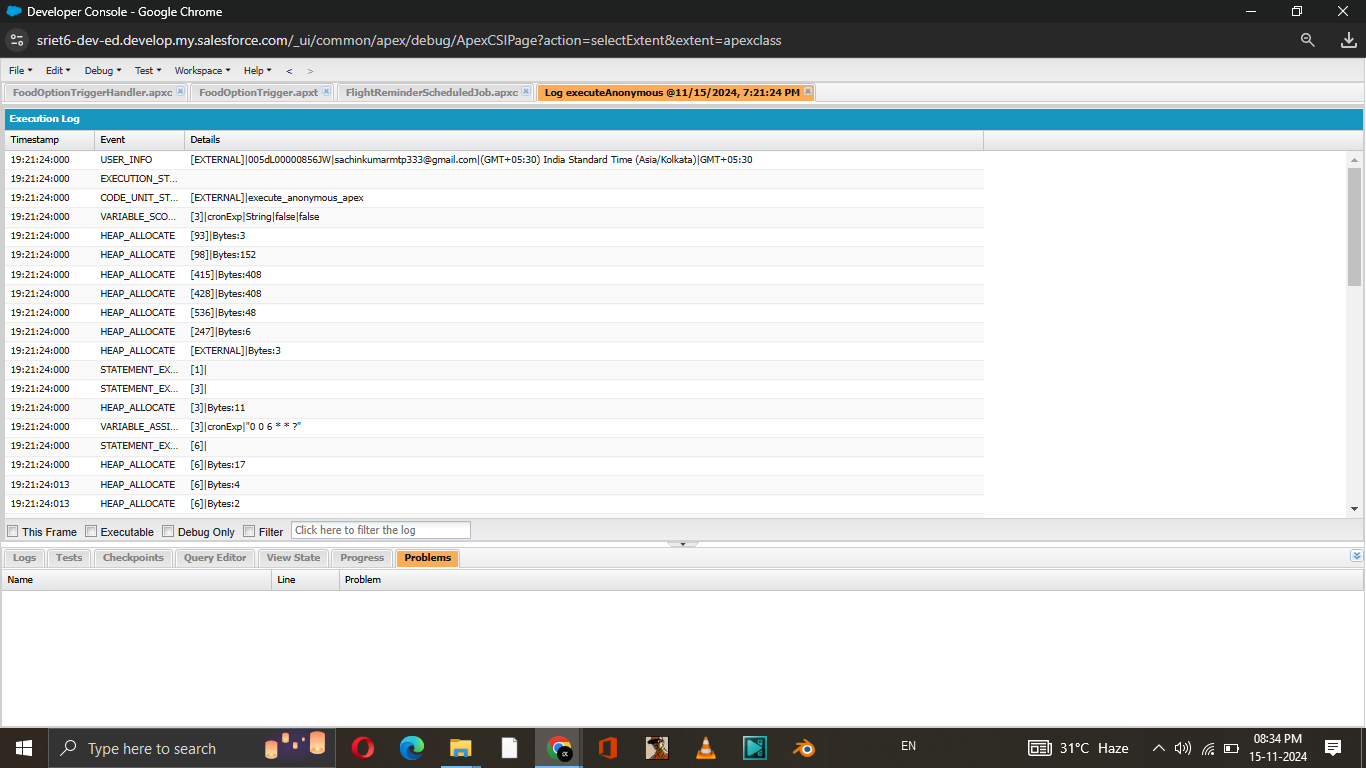 Developer Console - Google Chrome
sriet6-dev-ed.develop.my.salesforce.com/_ui/common/apex/debug/ApexCSIPage?action=selectExtent&extent=apexclass
File Edit Debug Test Workspace Help < >
FoodOptionTriggerHandler.apxc FoodOptionTrigger.apxt FlightReminderScheduledJob.apxc Log executeAnonymous @11/15/2024, 7:21:24 PM
Execution Log
Timestamp Event Details
19:21:24:000 USER_INFO [EXTERNAL]|005dL00000856JW|sachinkumarmtp333@gmail.com|(GMT+05:30) India Standard Time (Asia/Kolkata)|GMT+05:30
19:21:24:000 EXECUTION_ST...
19:21:24:000 CODE_UNIT_ST... [EXTERNAL]|execute_anonymous_apex
19:21:24:000 VARIABLE_SCO... [3]|cronExp|String|false|false
19:21:24:000 HEAP_ALLOCATE [93]|Bytes:3
19:21:24:000 HEAP_ALLOCATE [98]|Bytes:152
19:21:24:000 HEAP_ALLOCATE [415]|Bytes:408
19:21:24:000 HEAP_ALLOCATE [428]|Bytes:408
19:21:24:000 HEAP_ALLOCATE [536]|Bytes:48
19:21:24:000 HEAP_ALLOCATE [247]|Bytes:6
19:21:24:000 HEAP_ALLOCATE [EXTERNAL]|Bytes:3
19:21:24:000 STATEMENT_EX... [1]|
19:21:24:000 STATEMENT_EX... [3]|
19:21:24:000 HEAP_ALLOCATE [3]|Bytes:11
19:21:24:000 VARIABLE_ASSI... [3]|cronExp|"0 0 6 * * ?"
19:21:24:000 STATEMENT_EX... [6]|
19:21:24:000 HEAP_ALLOCATE [6]|Bytes:17
19:21:24:013 HEAP_ALLOCATE [6]|Bytes:4
19:21:24:013 HEAP_ALLOCATE [6]|Bytes:2
This Frame Executable Debug Only Filter Click here to filter the log
Logs Tests Checkpoints Query Editor View State Progress Problems
Name Line Problem
Type here to search EN 31°C Haze 08:34 PM
15-11-2024